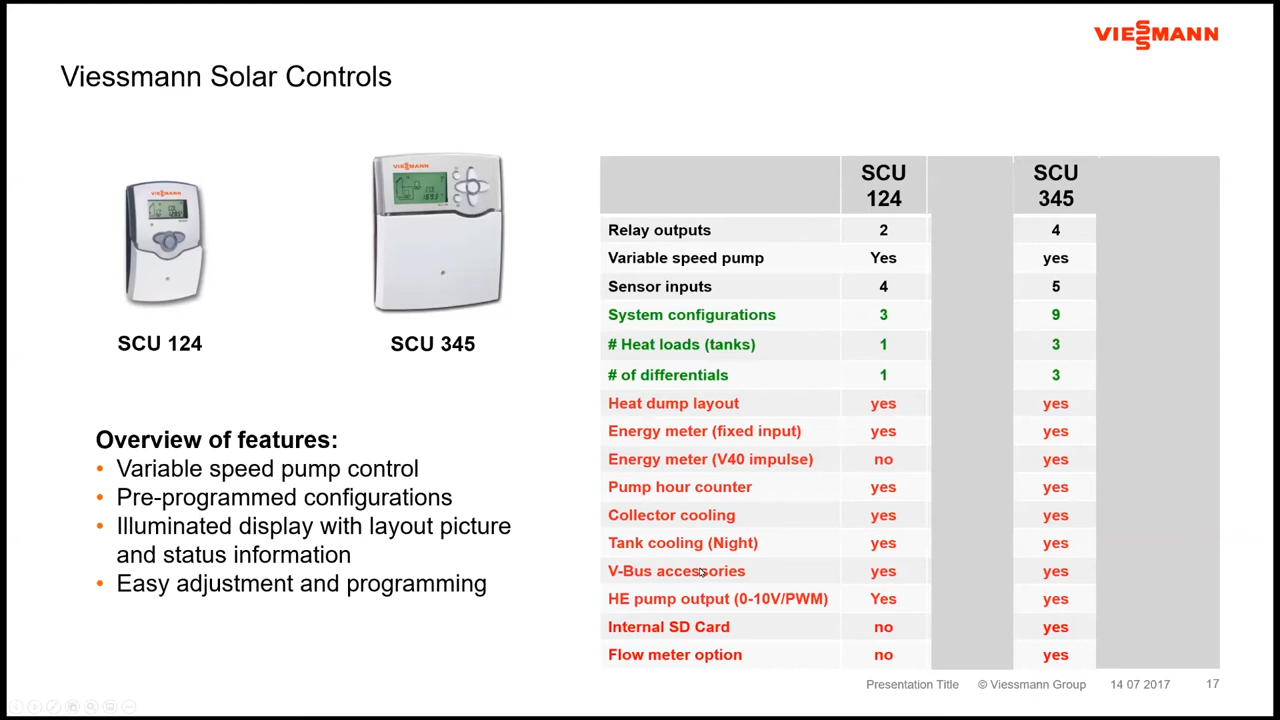 VIESSMANN
Viessmann Solar Controls
VIESSMANN
VIESSMANN
SCU 124
SCU 345
Overview of features:
• Variable speed pump control
• Pre-programmed configurations
• Illuminated display with layout picture
and status information
• Easy adjustment and programming
SCU 124 SCU 345
Relay outputs 2 4
Variable speed pump Yes yes
Sensor inputs 4 5
System configurations 3 9
# Heat loads (tanks) 1 3
# of differentials 1 3
Heat dump layout yes yes
Energy meter (fixed input) yes yes
Energy meter (V40 impulse) no yes
Pump hour counter yes yes
Collector cooling yes yes
Tank cooling (Night) yes yes
V-Bus accessories yes yes
HE pump output (0-10V/PWM) Yes yes
Internal SD Card no yes
Flow meter option no yes
Presentation Title © Viessmann Group 14 07 2017 17